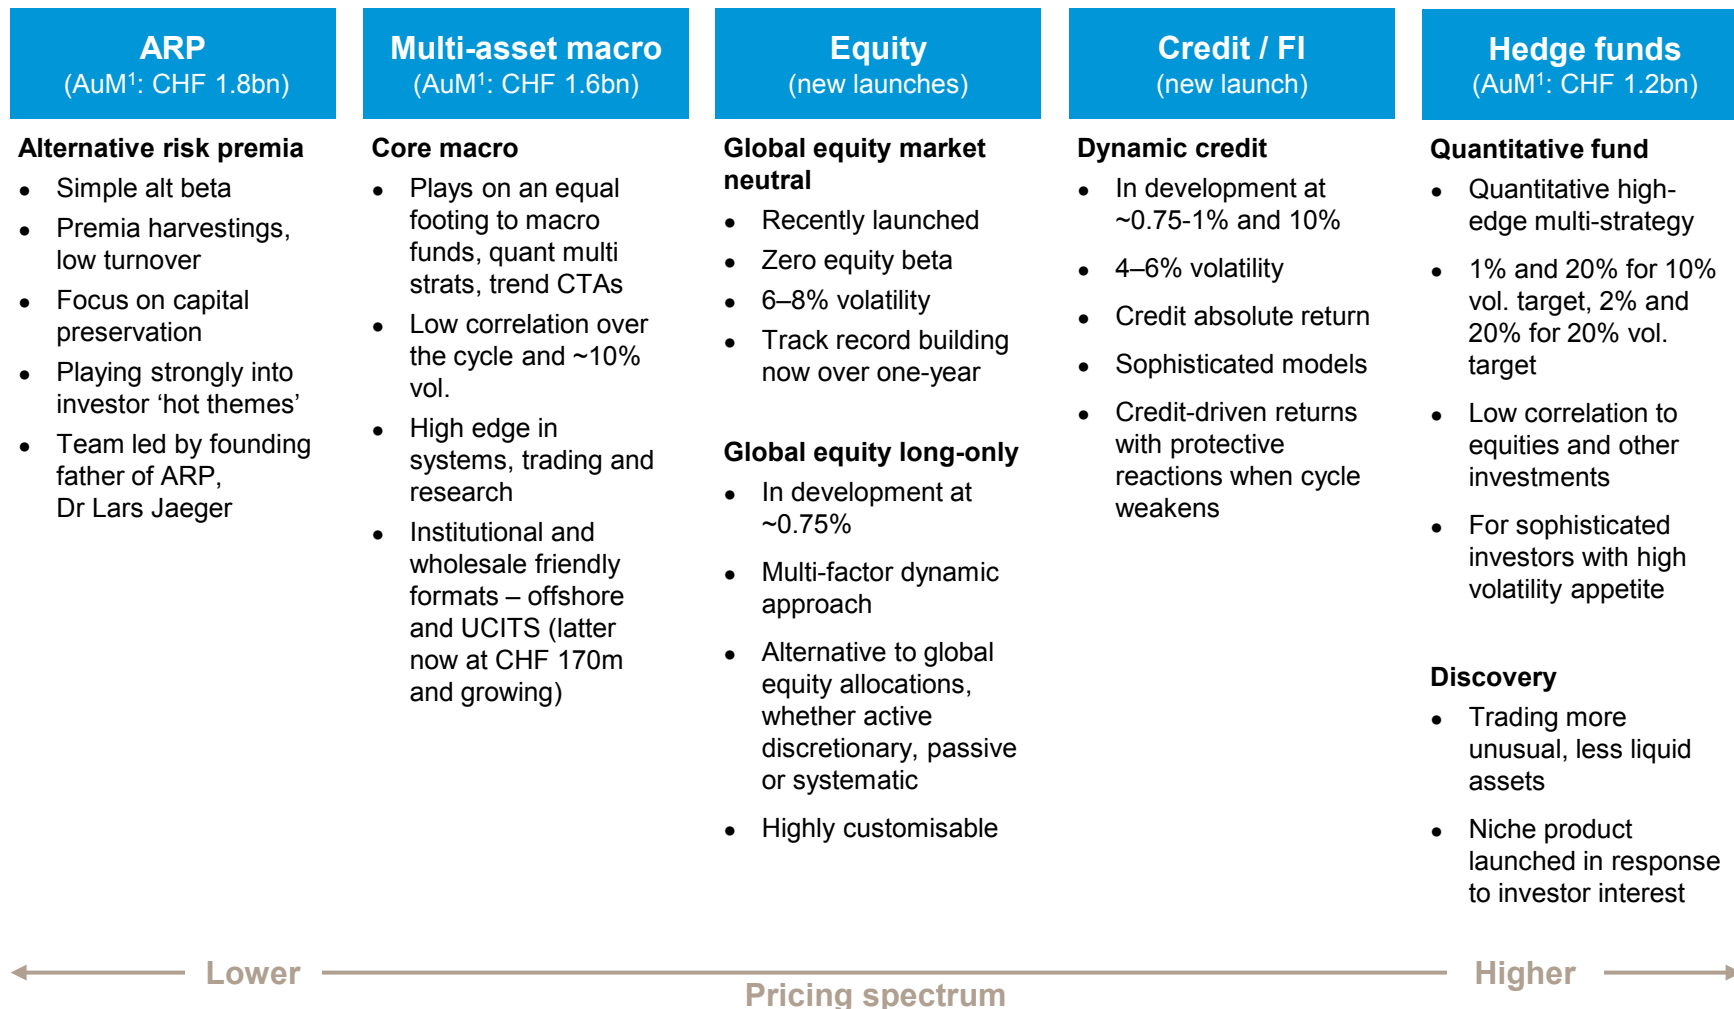 ARP
(AuM¹: CHF 1.8bn)
Alternative risk premia
● Simple alt beta
● Premia harvestings,
low turnover
● Focus on capital
preservation
● Playing strongly into
investor ‘hot themes’
● Team led by founding
father of ARP,
Dr Lars Jaeger
Multi-asset macro
(AuM¹: CHF 1.6bn)
Core macro
● Plays on an equal
footing to macro
funds, quant multi
strats, trend CTAs
● Low correlation over
the cycle and ~10%
vol.
● High edge in
systems, trading and
research
● Institutional and
wholesale friendly
formats – offshore
and UCITS (latter
now at CHF 170m
and growing)
Equity
(new launches)
Global equity market
neutral
● Recently launched
● Zero equity beta
● 6–8% volatility
● Track record building
now over one-year
Global equity long-only
● In development at
~0.75%
● Multi-factor dynamic
approach
● Alternative to global
equity allocations,
whether active
discretionary, passive
or systematic
● Highly customisable
Credit / FI
(new launch)
Dynamic credit
● In development at
~0.75-1% and 10%
● 4–6% volatility
● Credit absolute return
● Sophisticated models
● Credit-driven returns
with protective
reactions when cycle
weakens
Hedge funds
(AuM¹: CHF 1.2bn)
Quantitative fund
● Quantitative high-
edge multi-strategy
● 1% and 20% for 10%
vol. target, 2% and
20% for 20% vol.
target
● Low correlation to
equities and other
investments
● For sophisticated
investors with high
volatility appetite
Discovery
● Trading more
unusual, less liquid
assets
● Niche product
launched in response
to investor interest
Lower
Higher
Pricing spectrum